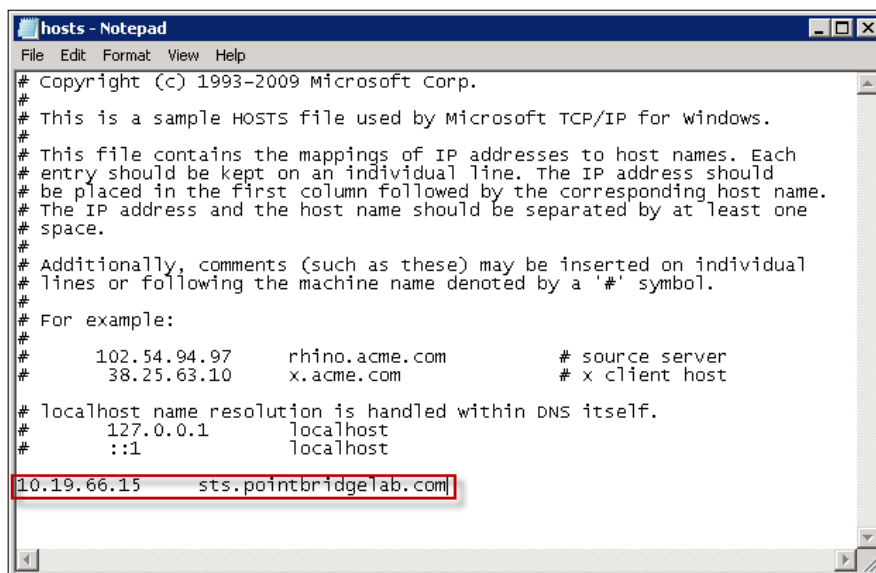 hosts - Notepad
File Edit Format View Help
# Copyright (c) 1993-2009 Microsoft Corp.
#
# This is a sample HOSTS file used by Microsoft TCP/IP for Windows.
#
# This file contains the mappings of IP addresses to host names. Each
# entry should be kept on an individual line. The IP address should
# be placed in the first column followed by the corresponding host name.
# The IP address and the host name should be separated by at least one
# space.
#
# Additionally, comments (such as these) may be inserted on individual
# lines or following the machine name denoted by a '#' symbol.
#
# For example:
#
# 102.54.94.97 rhino.acme.com # source server
# 38.25.63.10 x.acme.com # x client host
# localhost name resolution is handled within DNS itself.
# 127.0.0.1 localhost
# ::1 localhost
10.19.66.15 sts.pointbridgelab.com